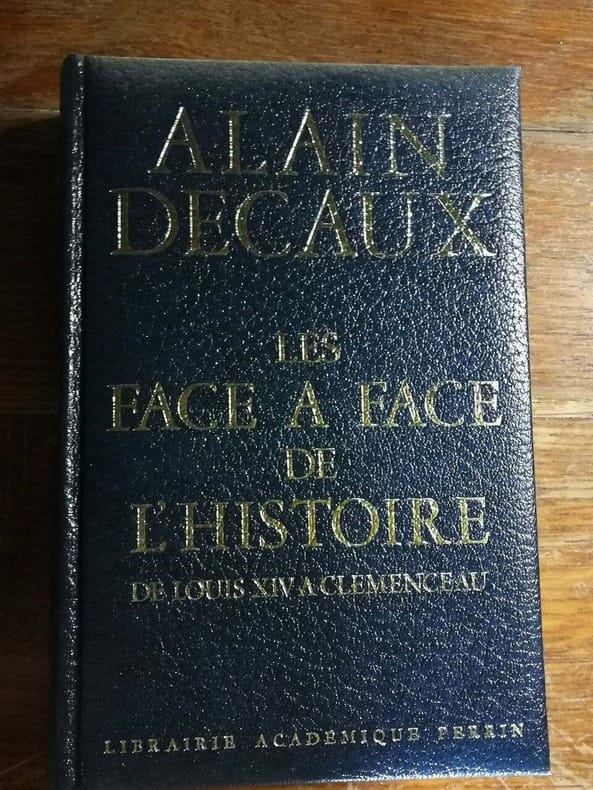 ALAIN
DECAUX
LES
FACE A FACE
DE
L'HISTOIRE
DE LOUIS XIV A CLEMENCEAU
LIBRAIRIE ACADÉMIQUE PERRIN